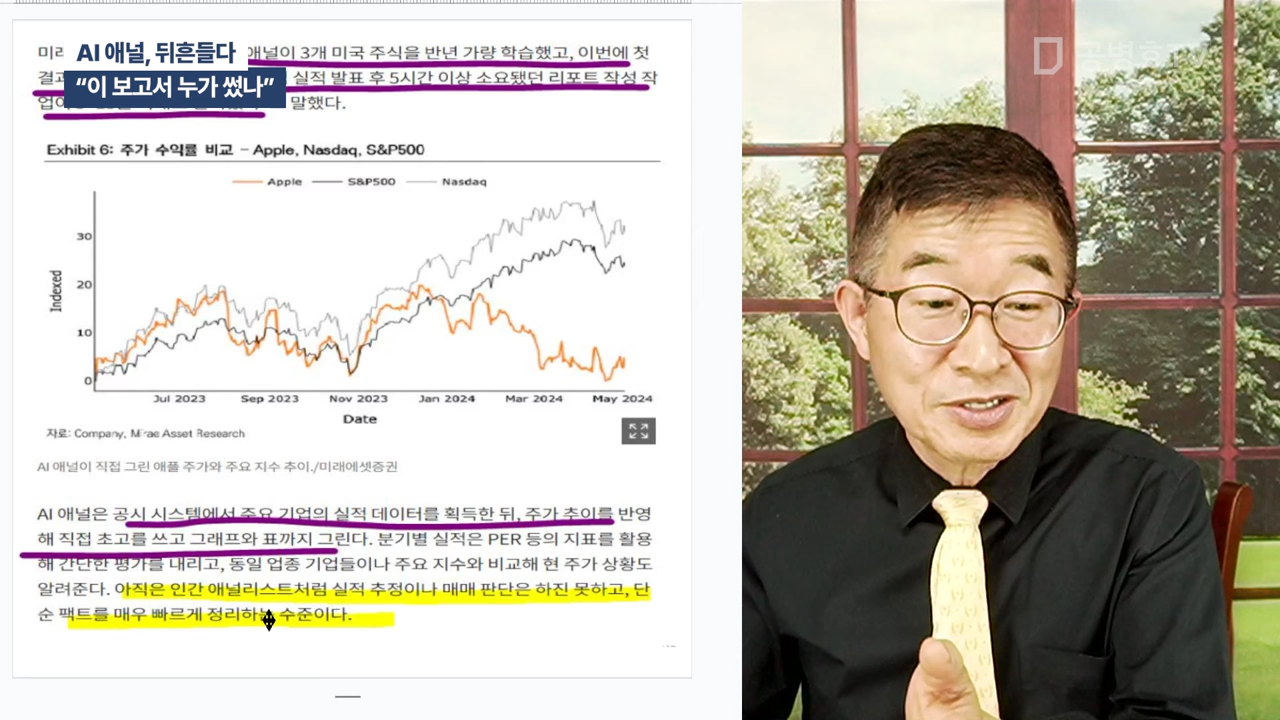 AI 애널, 뒤흔들다
“이 보고서 누가 썼나”
미래 애널이 3개 미국 주식을 반년 가량 학습했고, 이번에 첫
결과 실적 발표 후 5시간 이상 소요됐던 리포트 작성 작
말했다.
Exhibit 6: 주가 수익률 비교 – Apple, Nasdaq, S&P500
Apple S&P500 Nasdaq
30
20
10
0
Indexed
Jul 2023 Sep 2023 Nov 2023 Jan 2024 Mar 2024 May 2024
Date
자료: Company, Mirae Asset Research
AI 애널이 직접 그린 애플 주가와 주요 지수 추이./미래에셋증권
AI 애널은 공시 시스템에서 주요 기업의 실적 데이터를 획득한 뒤, 주가 추이를 반영
해 직접 초고를 쓰고 그래프와 표까지 그린다. 분기별 실적은 PER 등의 지표를 활용
해 간단한 평가를 내리고, 동일 업종 기업들이나 주요 지수와 비교해 현 주가 상황도
알려준다. 아직은 인간 애널리스트처럼 실적 추정이나 매매 판단은 하진 못하고, 단
순 팩트를 매우 빠르게 정리하는 수준이다.